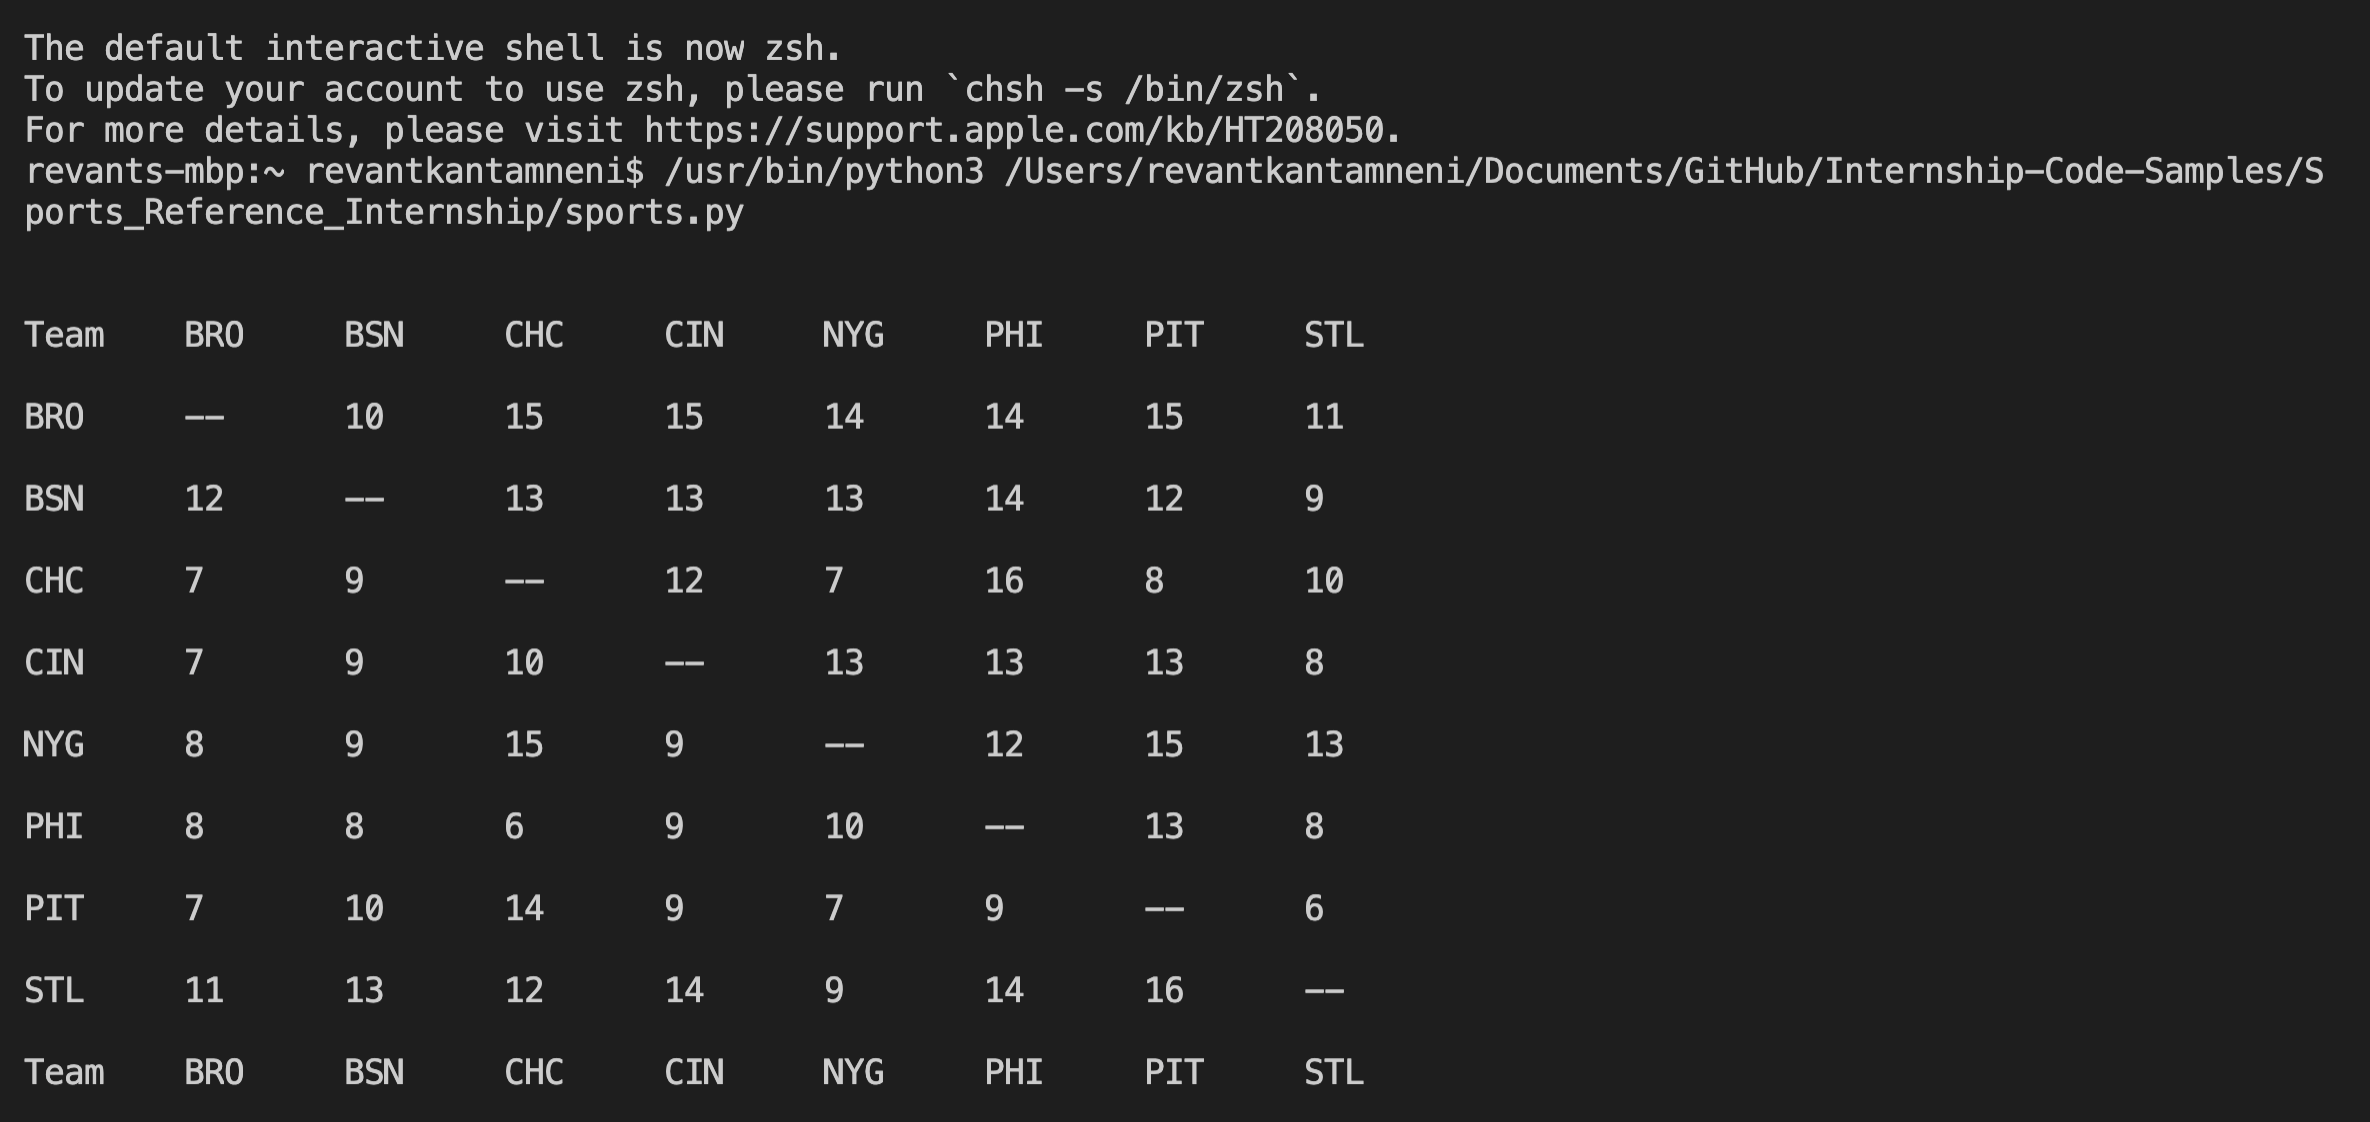 The default interactive shell is now zsh.
To update your account to use zsh, please run `chsh -s /bin/zsh`.
For more details, please visit https://support.apple.com/kb/HT208050.
revants-mbp:~ revantkantamneni$ /usr/bin/python3 /Users/revantkantamneni/Documents/GitHub/Internship-Code-Samples/S
ports_Reference_Internship/sports.py
Team    BRO     BSN     CHC     CIN     NYG     PHI     PIT     STL
BRO     --      10      15      15      14      14      15      11
BSN     12      --      13      13      13      14      12      9
CHC     7       9       --      12      7       16      8       10
CIN     7       9       10      --      13      13      13      8
NYG     8       9       15      9       --      12      15      13
PHI     8       8       6       9       10      --      13      8
PIT     7       10      14      9       7       9       --      6
STL     11      13      12      14      9       14      16      --
Team    BRO     BSN     CHC     CIN     NYG     PHI     PIT     STL